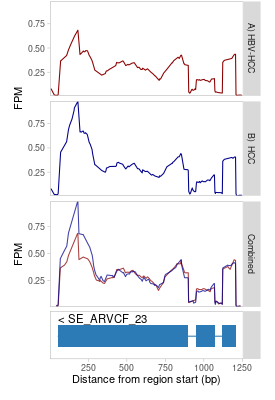 0.75
0.50
0.25
A) HBV-HCC
FPM
0.75
0.50
0.25
B) HCC
0.75
0.50
0.25
FPM
Combined
< SE_ARVCF_23
250 500 750 1000 1250
Distance from region start (bp)